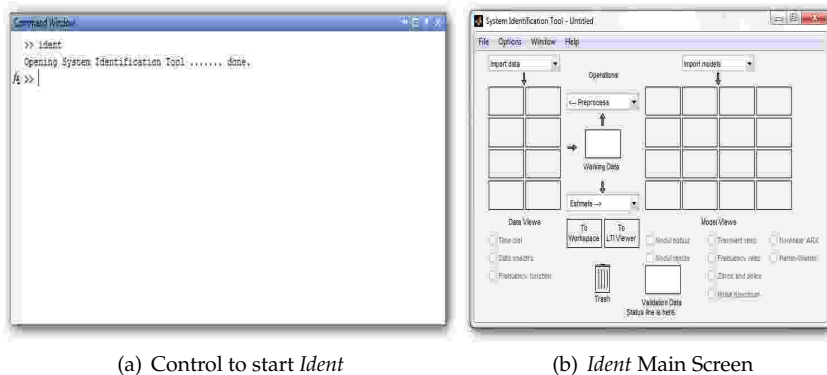 Command Window
>> ident
Opening System Identification Tool ....... done.
fx >>
(a) Control to start Ident
System Identification Tool - Untitled
File Options Window Help
Import data
Import models
Operations
<-- Preprocess
Working Data
Estimate -->
Data Views
To Workspace
To LTI Viewer
Model Views
Time plot
Data spectra
Frequency function
Model output
Model resids
Transient resp
Frequency resp
Zeros and poles
Noise spectrum
Nonlinear ARX
Hamm-Wiener
Trash
Validation Data
Status line is here.
(b) Ident Main Screen